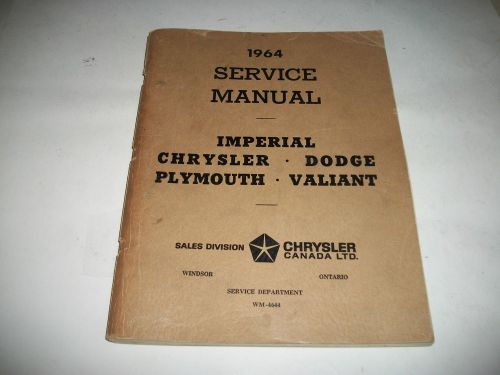 1964
SERVICE
MANUAL
IMPERIAL
CHRYSLER · DODGE
PLYMOUTH · VALIANT
SALES DIVISION CHRYSLER
CANADA LTD.
WINDSOR ONTARIO
SERVICE DEPARTMENT
WM-4644